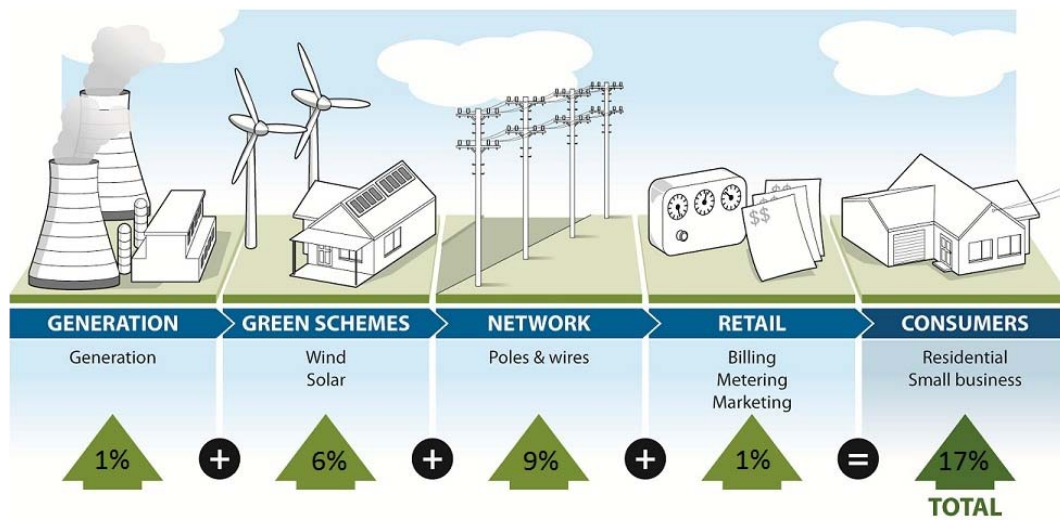 $$
$$
$$
GENERATION
GREEN SCHEMES
NETWORK
RETAIL
CONSUMERS
Generation
Wind
Solar
Poles & wires
Billing
Metering
Marketing
Residential
Small business
1%
+
6%
+
9%
+
1%
=
17%
TOTAL